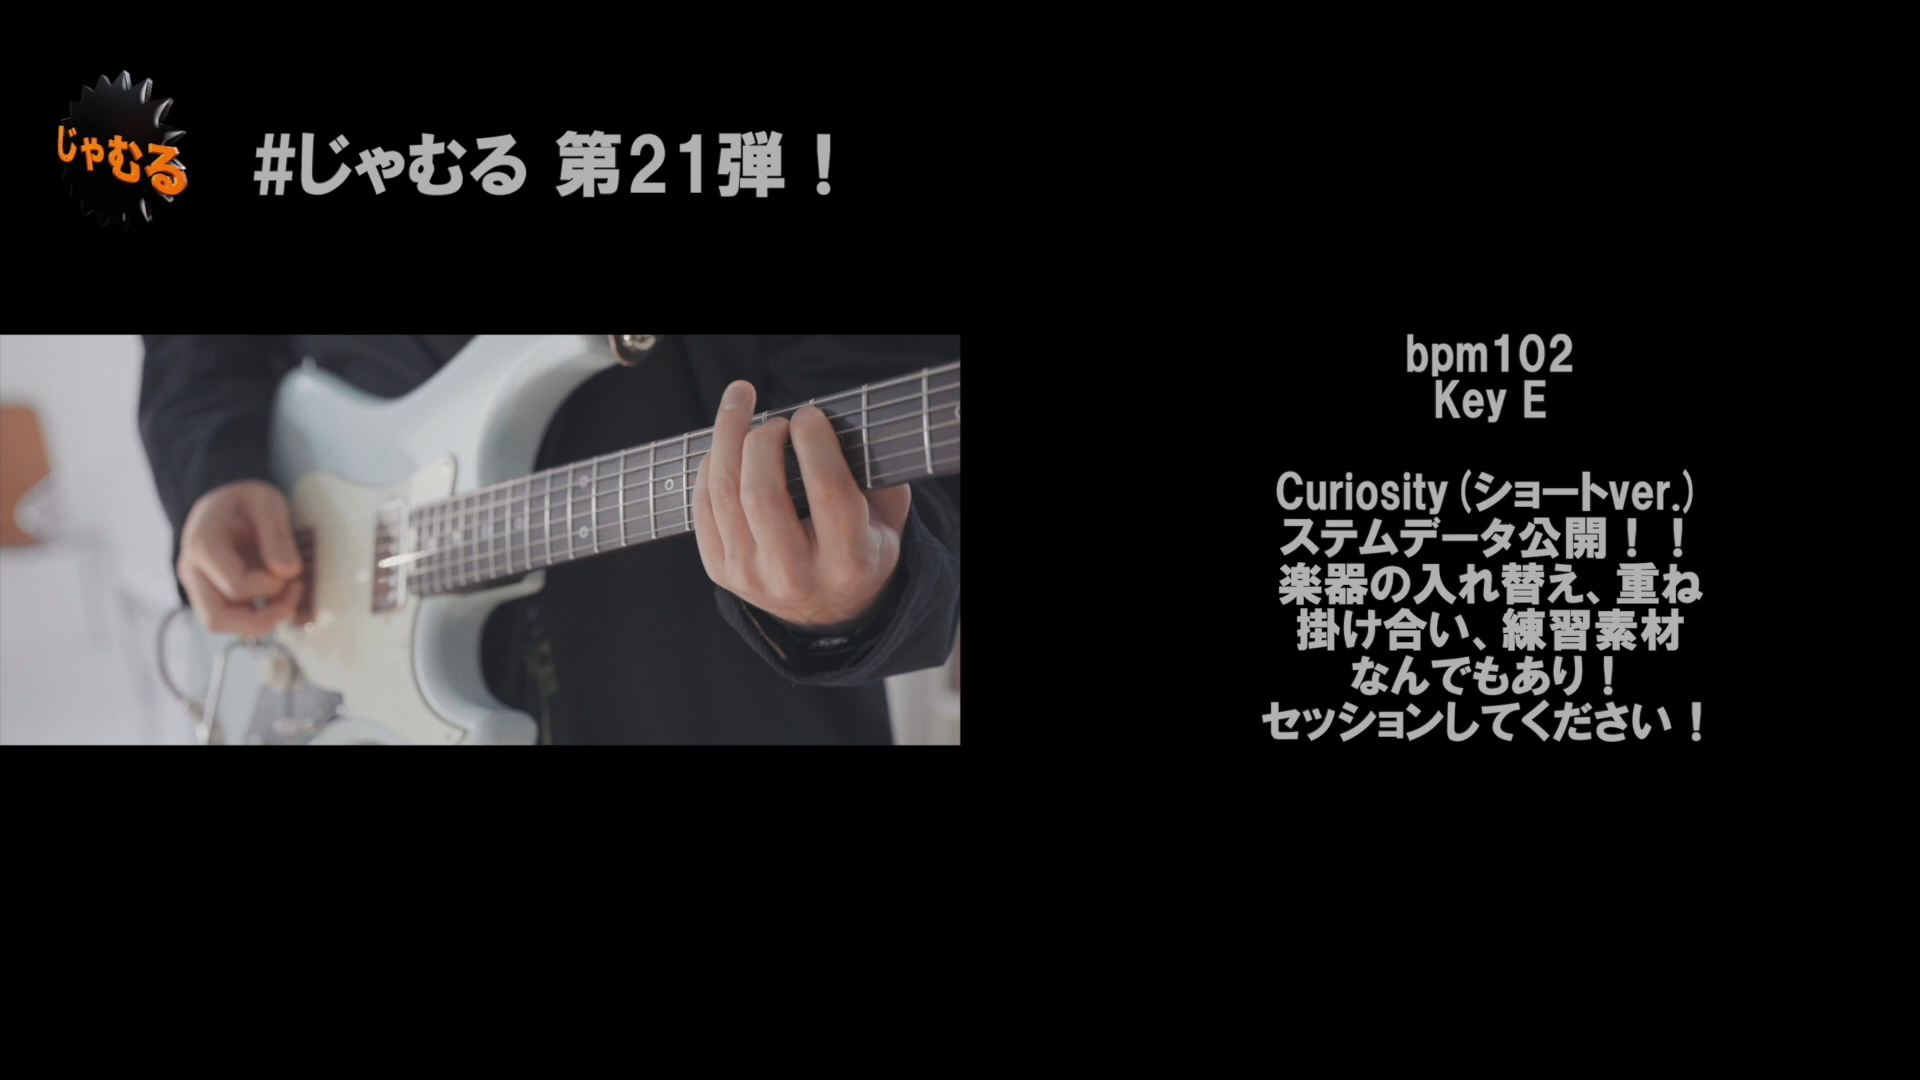 じゃむる
#じゃむる 第21弾！
bpm102
Key E
Curiosity (ショートver.)
ステムデータ公開！！
楽器の入れ替え、重ね
掛け合い、練習素材
なんでもあり！
セッションしてください！